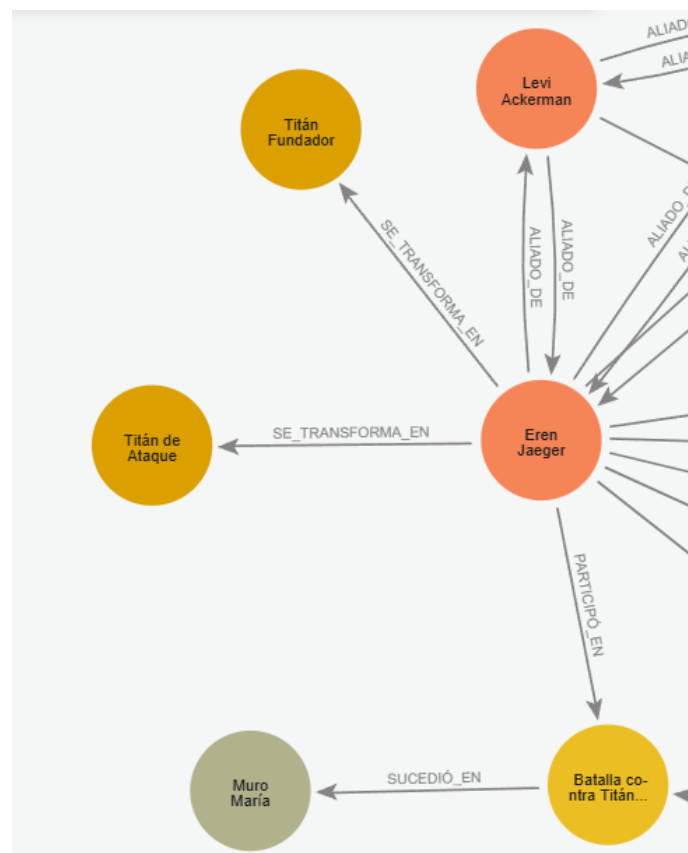 Levi
Ackerman
Titán
Fundador
SE_TRANSFORMA_EN
ALIADO_DE
ALIADO_DE
Titán de
Ataque
SE_TRANSFORMA_EN
Eren
Jaeger
PARTICIPÓ_EN
Muro
María
SUCEDIÓ_EN
Batalla co-
ntra Titán...